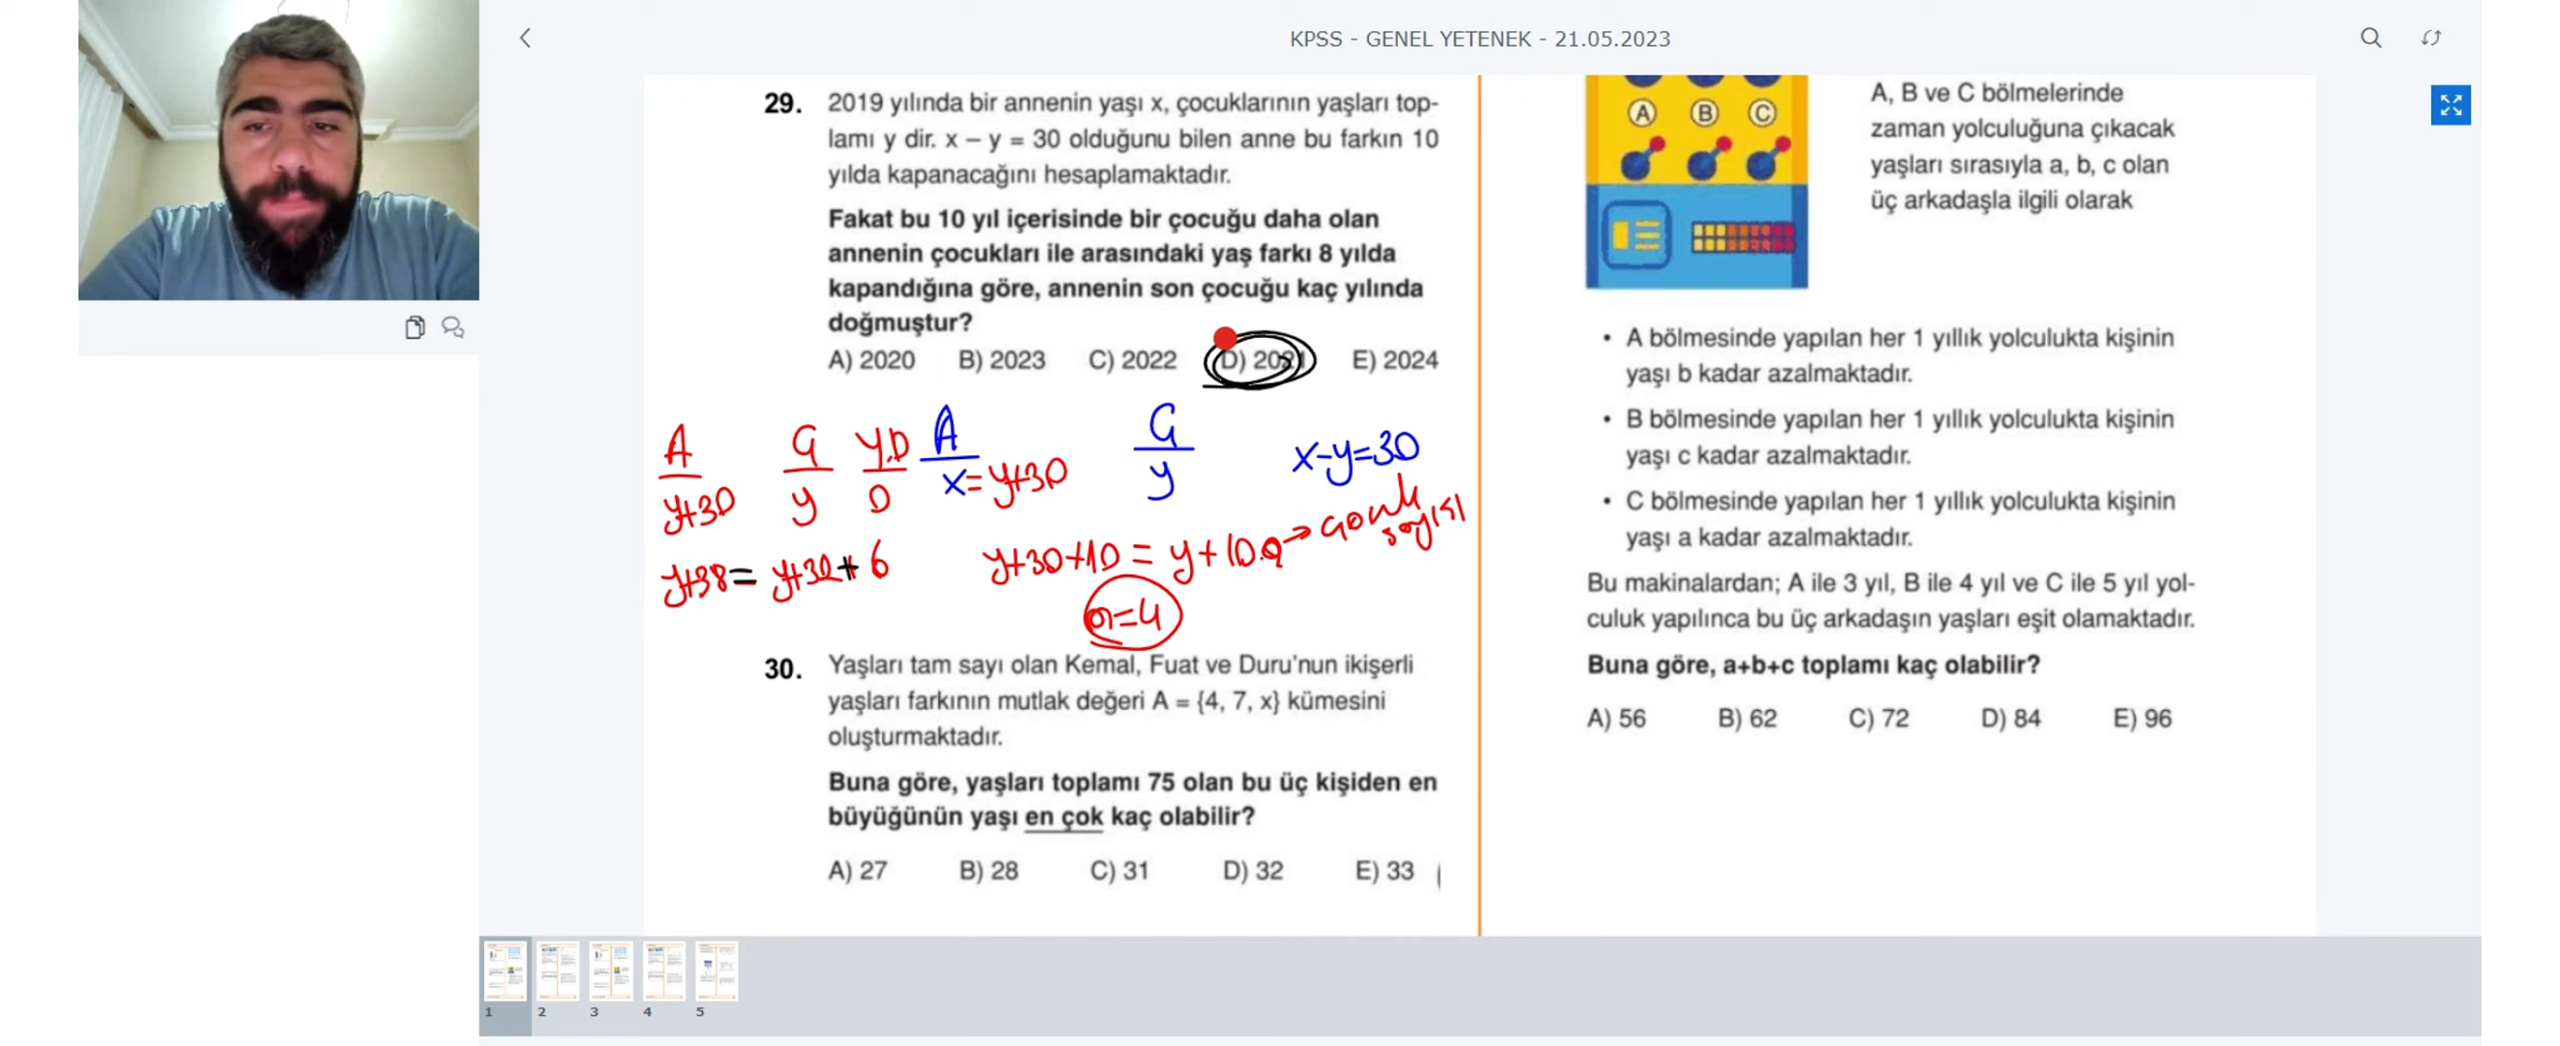 KPSS - GENEL YETENEK - 21.05.2023
29. 2019 yılında bir annenin yaşı x, çocuklarının yaşları top-
lamı y dir. x – y = 30 olduğunu bilen anne bu farkın 10
yılda kapanacağını hesaplamaktadır.
Fakat bu 10 yıl içerisinde bir çocuğu daha olan
annenin çocukları ile arasındaki yaş farkı 8 yılda
kapandığına göre, annenin son çocuğu kaç yılında
doğmuştur?
A) 2020 B) 2023 C) 2022 D) 2021 E) 2024
A Ç Y.D
y+30 y 0
y+38= y+32+ 6
A Ç
x= y+30 y x-y=30
y+30+10 = y+10.n → çocuk
sayısı
n=4
30. Yaşları tam sayı olan Kemal, Fuat ve Duru'nun ikişerli
yaşları farkının mutlak değeri A = {4, 7, x} kümesini
oluşturmaktadır.
Buna göre, yaşları toplamı 75 olan bu üç kişiden en
büyüğünün yaşı en çok kaç olabilir?
A) 27 B) 28 C) 31 D) 32 E) 33
A B C
A, B ve C bölmelerinde
zaman yolculuğuna çıkacak
yaşları sırasıyla a, b, c olan
üç arkadaşla ilgili olarak
• A bölmesinde yapılan her 1 yıllık yolculukta kişinin
yaşı b kadar azalmaktadır.
• B bölmesinde yapılan her 1 yıllık yolculukta kişinin
yaşı c kadar azalmaktadır.
• C bölmesinde yapılan her 1 yıllık yolculukta kişinin
yaşı a kadar azalmaktadır.
Bu makinalardan; A ile 3 yıl, B ile 4 yıl ve C ile 5 yıl yol-
culuk yapılınca bu üç arkadaşın yaşları eşit olamaktadır.
Buna göre, a+b+c toplamı kaç olabilir?
A) 56 B) 62 C) 72 D) 84 E) 96
1 2 3 4 5